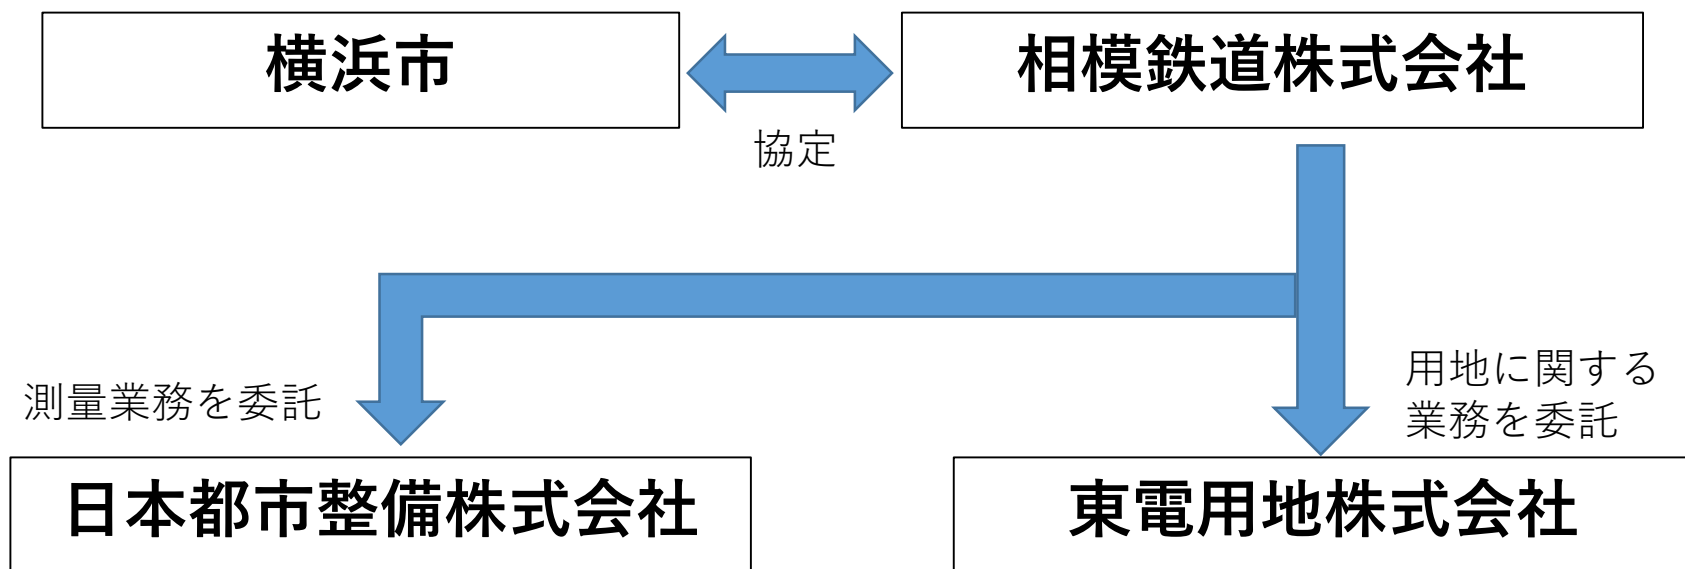 横浜市
相模鉄道株式会社
協定
測量業務を委託
用地に関する
業務を委託
日本都市整備株式会社
東電用地株式会社